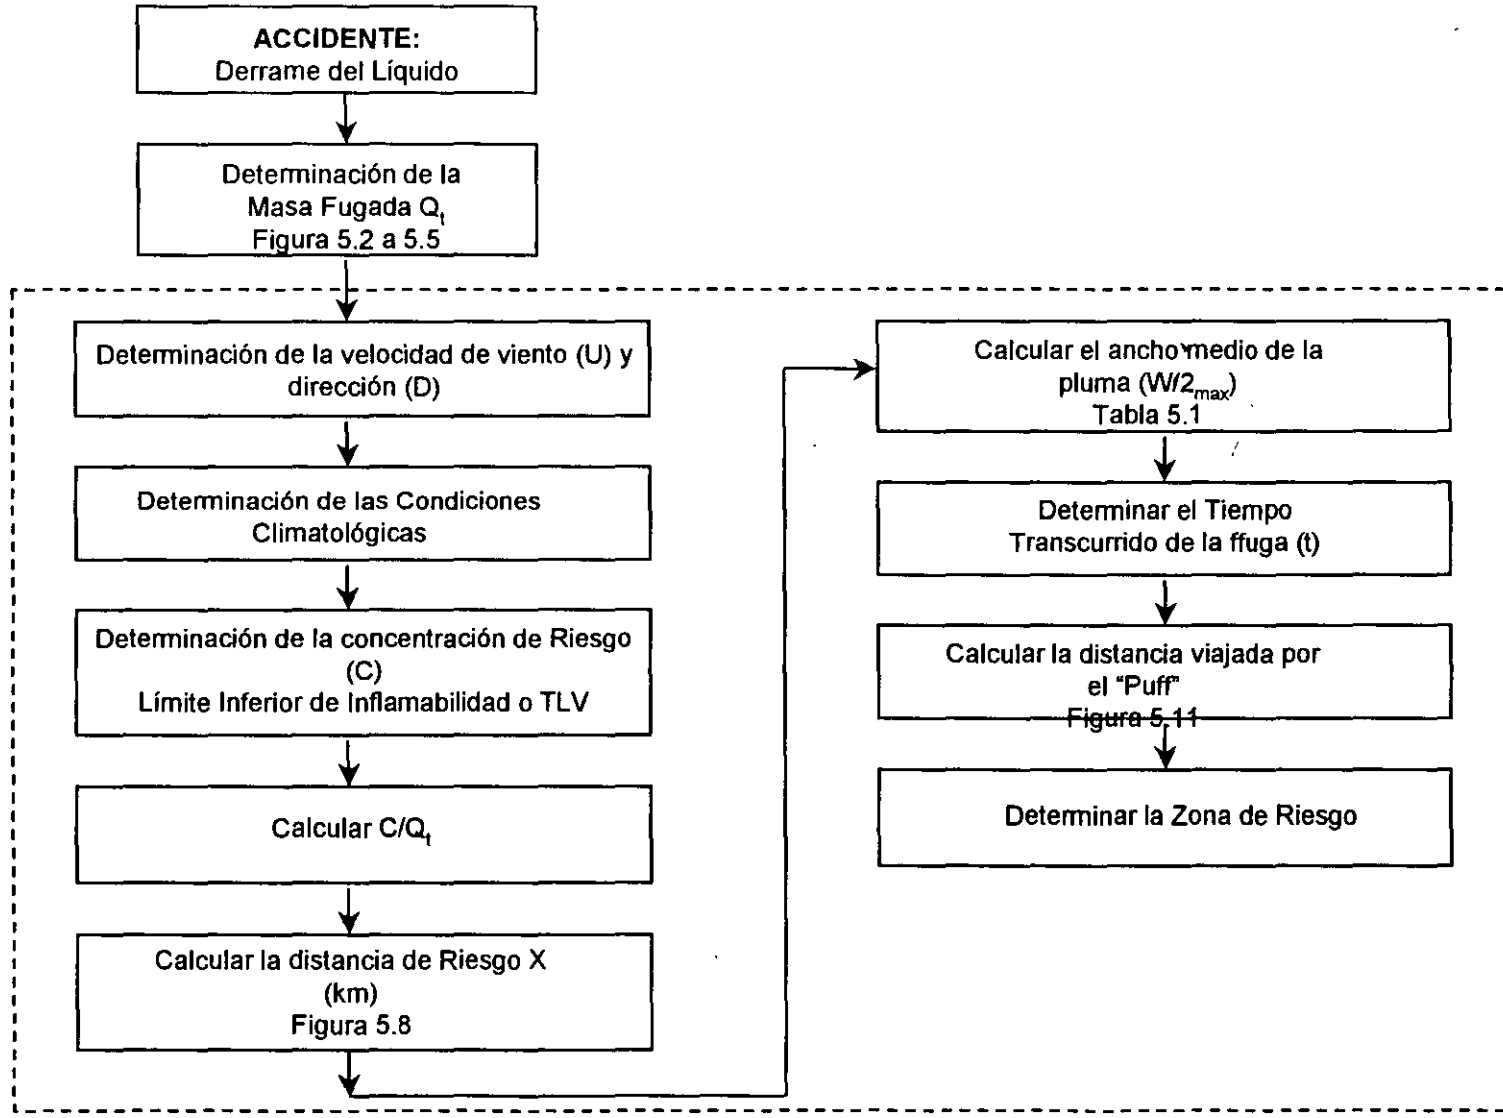 ACCIDENTE:
Derrame del Líquido
Determinación de la
Masa Fugada Qt
Figura 5.2 a 5.5
Determinación de la velocidad de viento (U) y
dirección (D)
Determinación de las Condiciones
Climatológicas
Determinación de la concentración de Riesgo
(C)
Límite Inferior de Inflamabilidad o TLV
Calcular C/Qt
Calcular la distancia de Riesgo X
(km)
Figura 5.8
Calcular el ancho medio de la
pluma (W/2max)
Tabla 5.1
Determinar el Tiempo
Transcurrido de la ffuga (t)
Calcular la distancia viajada por
el "Puff"
Figura 5.11
Determinar la Zona de Riesgo